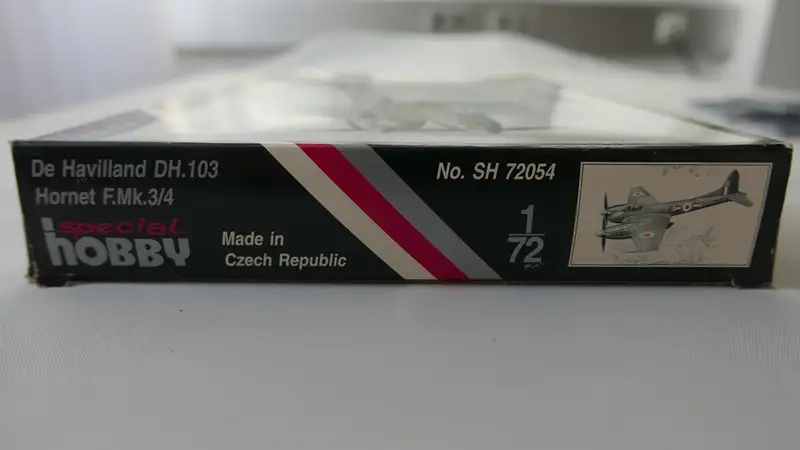 De Havilland DH.103
Hornet F.Mk.3/4
special
hobby
Made in
Czech Republic
No. SH 72054
1
72